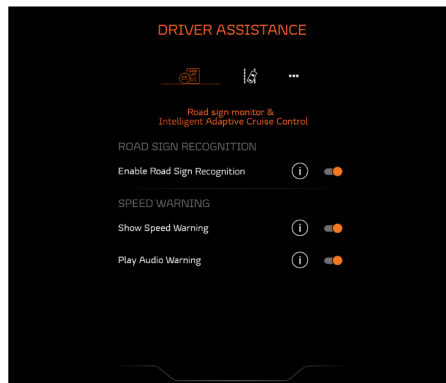 DRIVER ASSISTANCE
Road sign monitor &
Intelligent Adaptive Cruise Control
ROAD SIGN RECOGNITION
Enable Road Sign Recognition
SPEED WARNING
Show Speed Warning
Play Audio Warning